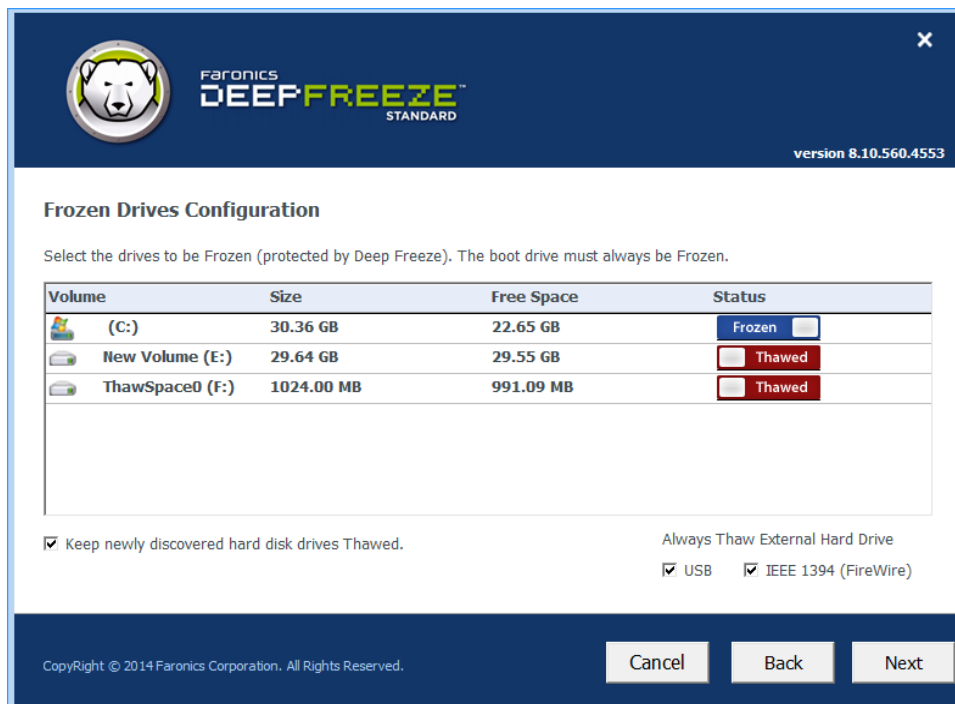 Faronics
DEEPFREEZE™
STANDARD
version 8.10.560.4553
Frozen Drives Configuration
Select the drives to be Frozen (protected by Deep Freeze). The boot drive must always be Frozen.
Volume Size Free Space Status
(C:) 30.36 GB 22.65 GB Frozen
New Volume (E:) 29.64 GB 29.55 GB Thawed
ThawSpace0 (F:) 1024.00 MB 991.09 MB Thawed
Keep newly discovered hard disk drives Thawed.
Always Thaw External Hard Drive
USB IEEE 1394 (FireWire)
CopyRight © 2014 Faronics Corporation. All Rights Reserved.
Cancel Back Next